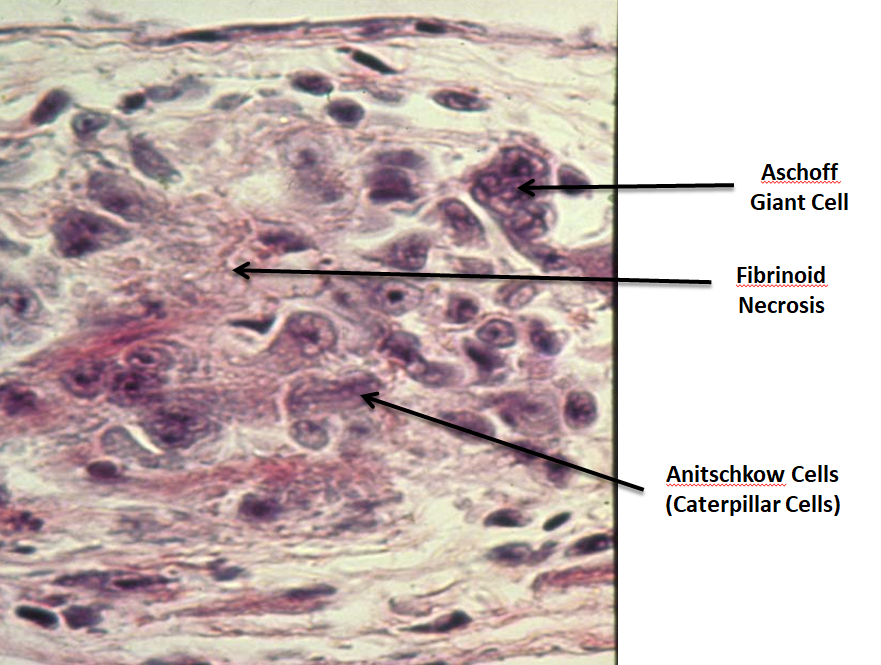 Aschoff
Giant Cell
Fibrinoid
Necrosis
Anitschkow Cells
(Caterpillar Cells)